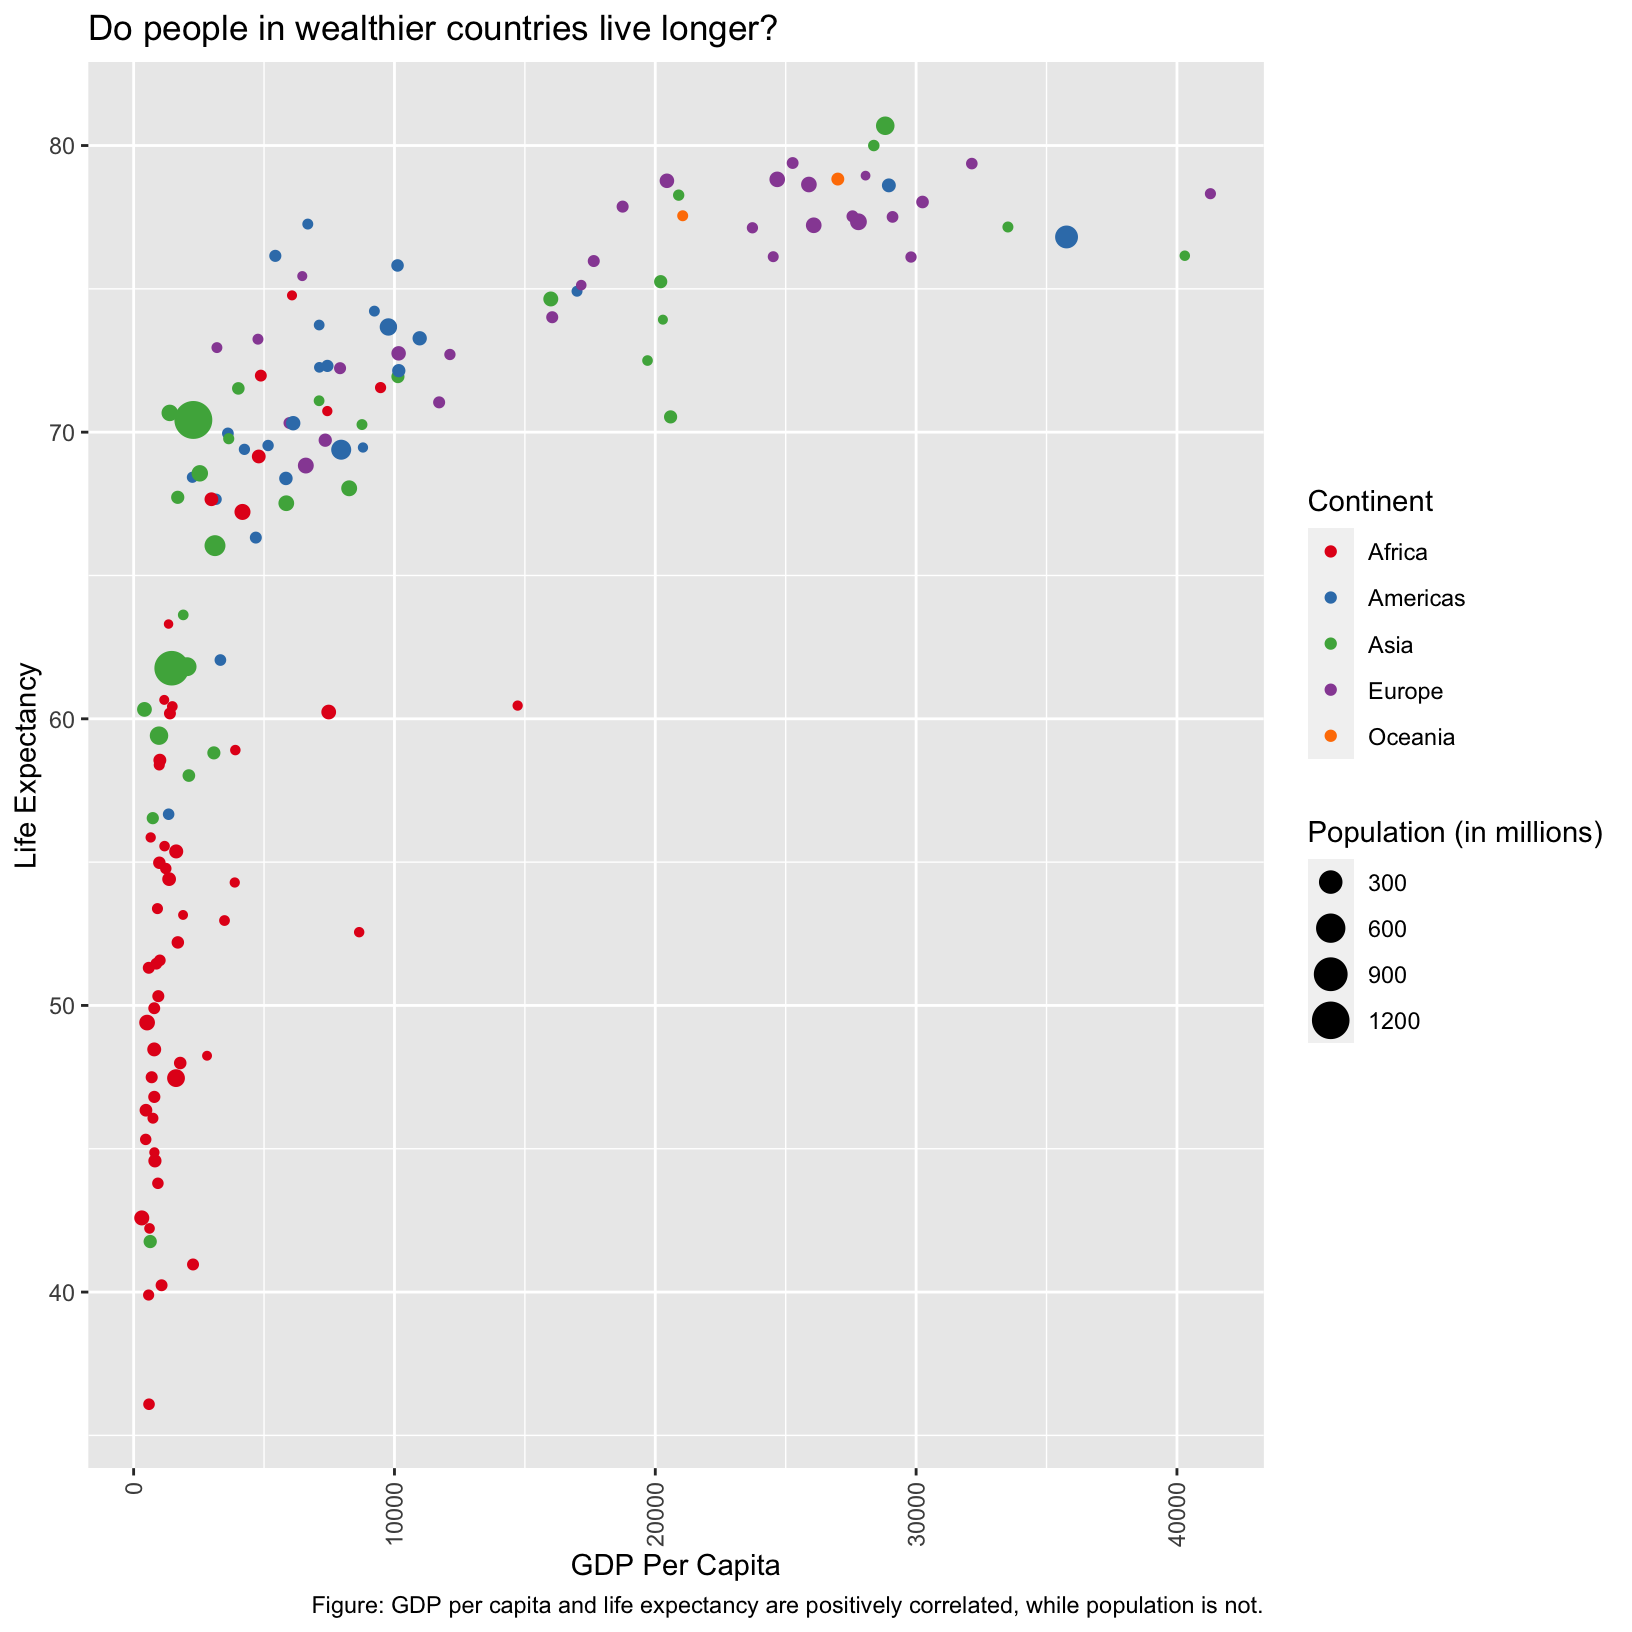 Do people in wealthier countries live longer?
80
70
60
50
40
Life Expectancy
0
10000
20000
30000
40000
GDP Per Capita
Figure: GDP per capita and life expectancy are positively correlated, while population is not.
Continent
Africa
Americas
Asia
Europe
Oceania
Population (in millions)
300
600
900
1200